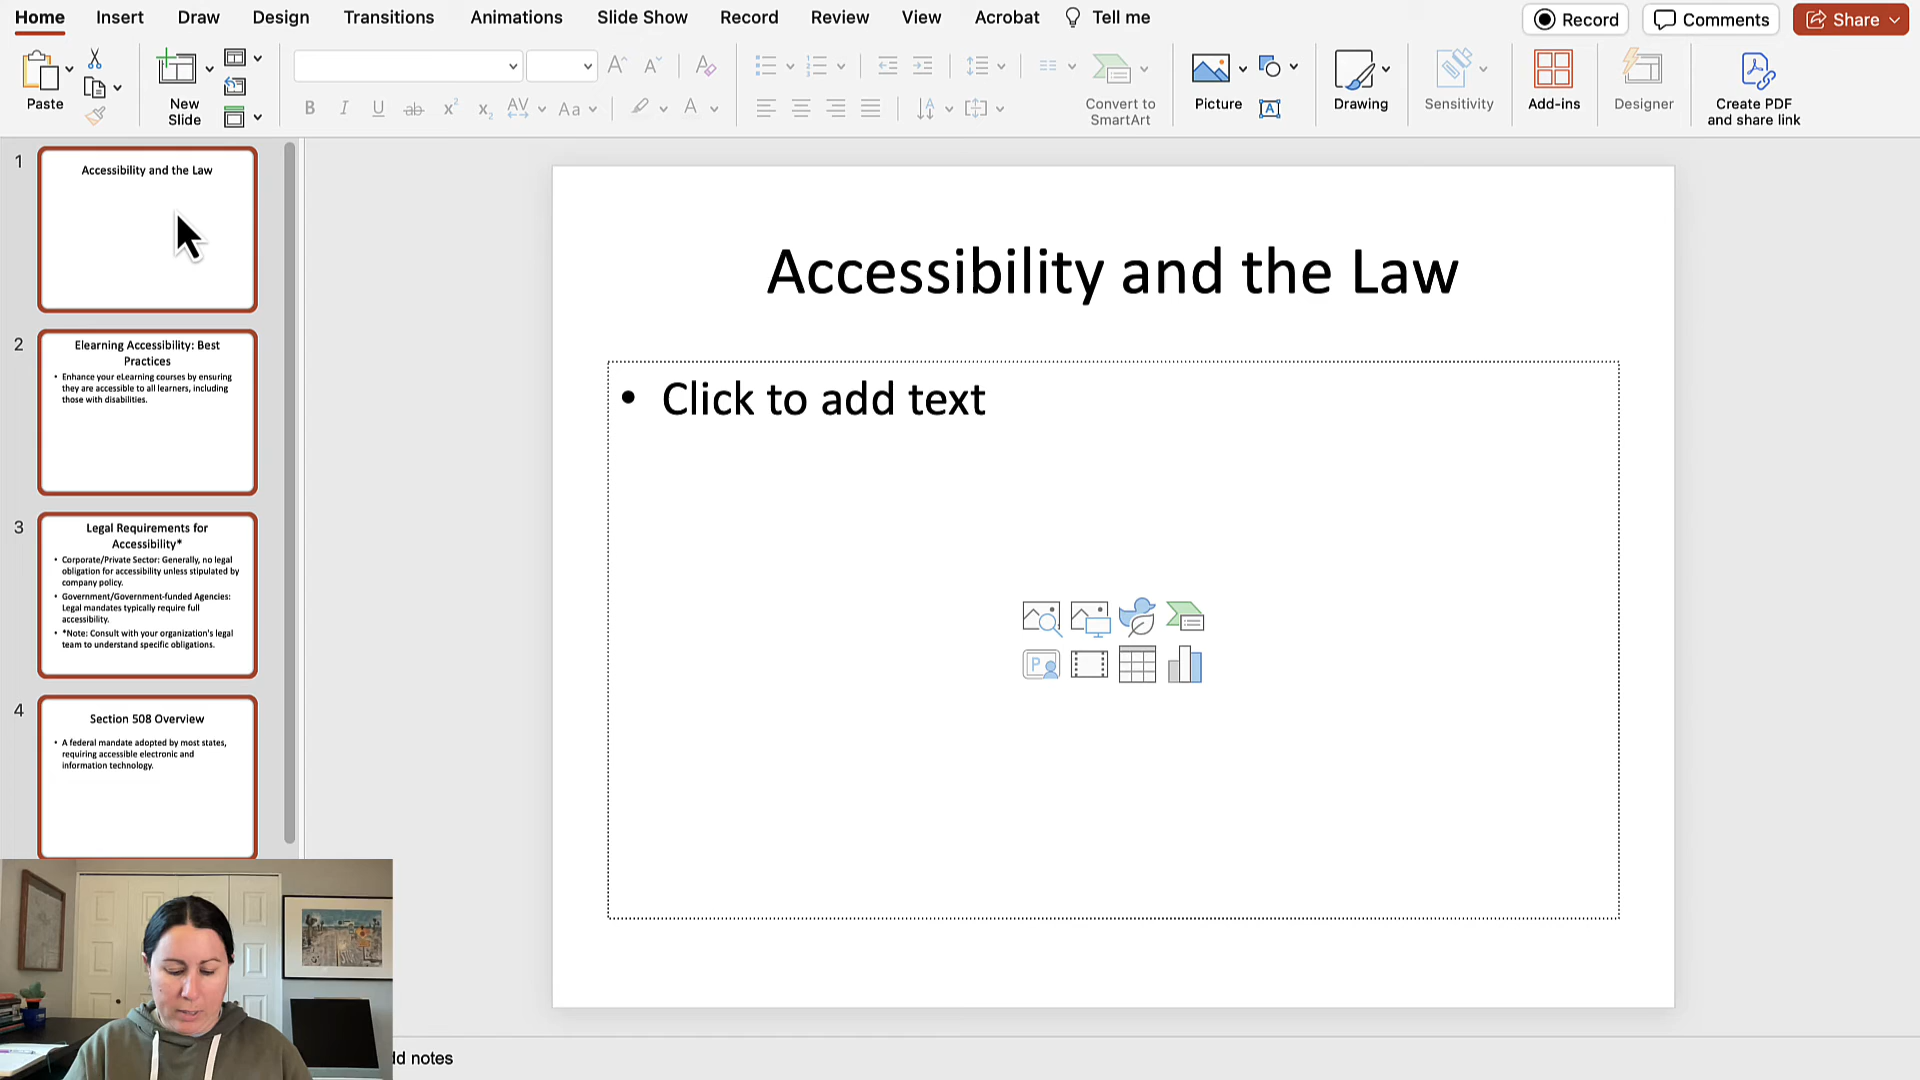 Home Insert Draw Design Transitions Animations Slide Show Record Review View Acrobat Tell me Record Comments Share
Paste
New
Slide
Convert to
SmartArt
Picture
Drawing
Sensitivity
Add-ins
Designer
Create PDF
and share link
1
Accessibility and the Law
2
Elearning Accessibility: Best
Practices
• Enhance your eLearning courses by ensuring
they are accessible to all learners, including
those with disabilities.
3
Legal Requirements for
Accessibility*
• Corporate/Private Sector: Generally, no legal
obligation for accessibility unless stipulated by
company policy.
• Government/Government-funded Agencies:
Legal mandates typically require full
accessibility.
• *Note: Consult with your organization's legal
team to understand specific obligations.
4
Section 508 Overview
• A federal mandate adopted by most states,
requiring accessible electronic and
information technology.
Accessibility and the Law
• Click to add text
dd notes